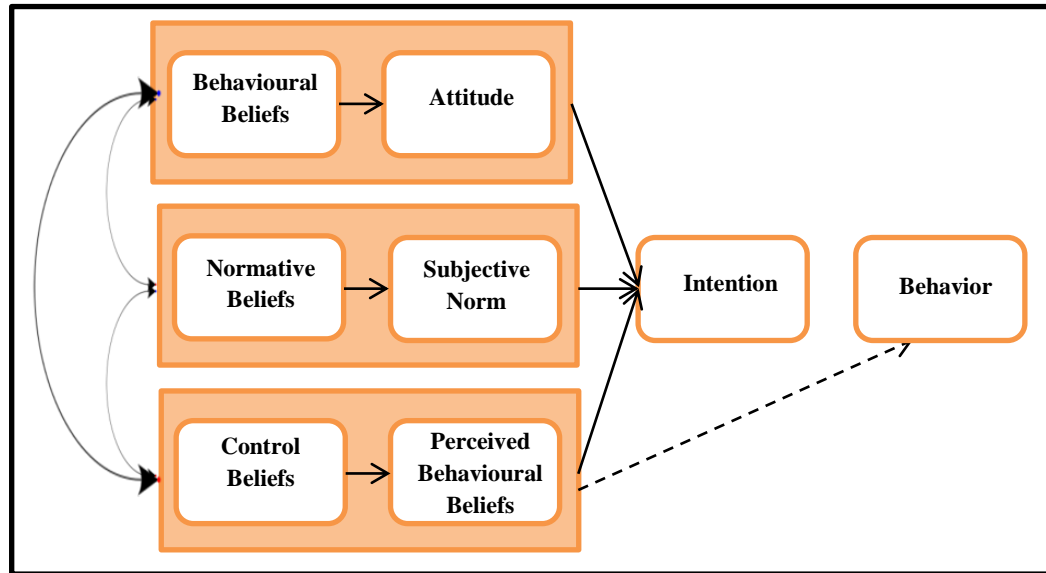 Behavioural
Beliefs
Attitude
Normative
Beliefs
Subjective
Norm
Intention
Behavior
Control
Beliefs
Perceived
Behavioural
Beliefs